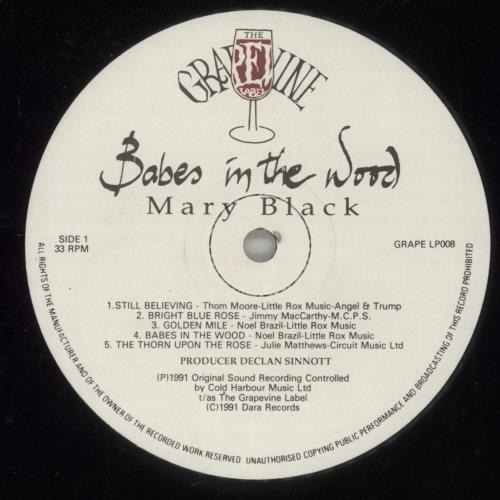 THE
GRAPEVINE
LABEL
Babes in the Wood
Mary Black
SIDE 1
33 RPM
GRAPE LP008
1.STILL BELIEVING - Thom Moore-Little Rox Music-Angel & Trump
2. BRIGHT BLUE ROSE - Jimmy MacCarthy-M.C.P.S.
3. GOLDEN MILE - Noel Brazil-Little Rox Music
4. BABES IN THE WOOD - Noel Brazil-Little Rox Music
5. THE THORN UPON THE ROSE - Julie Matthews-Circuit Music Ltd
PRODUCER DECLAN SINNOTT
(P)1991 Original Sound Recording Controlled
by Cold Harbour Music Ltd
t/as The Grapevine Label
(C)1991 Dara Records
ALL RIGHTS OF THE MANUFACTURER AND OF THE OWNER OF THE RECORDED WORK RESERVED UNAUTHORISED COPYING PUBLIC PERFORMANCE AND BROADCASTING OF THIS RECORD PROHIBITED